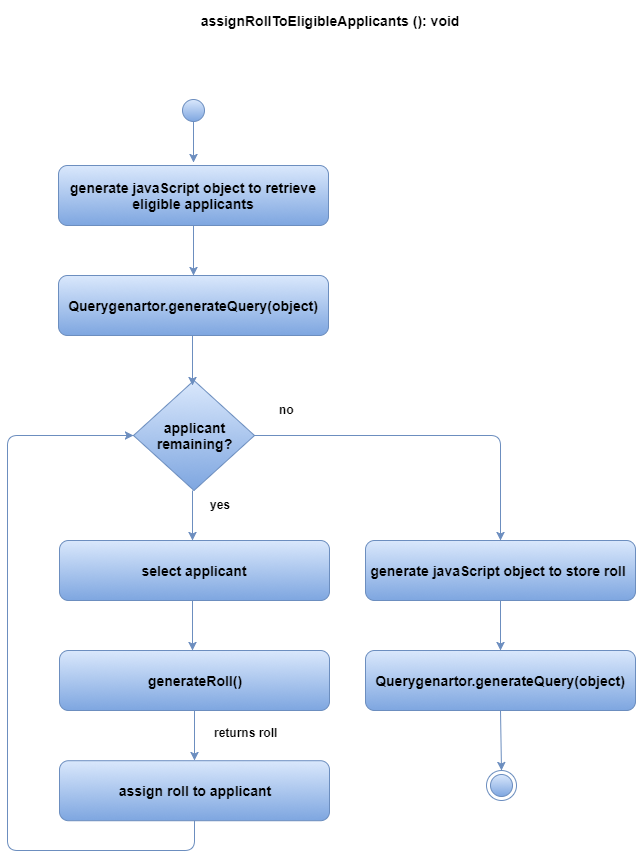 assignRollToEligibleApplicants (): void
generate javaScript object to retrieve
eligible applicants
Querygenartor.generateQuery(object)
applicant
remaining?
no
yes
select applicant
generate javaScript object to store roll
generateRoll()
Querygenartor.generateQuery(object)
returns roll
assign roll to applicant